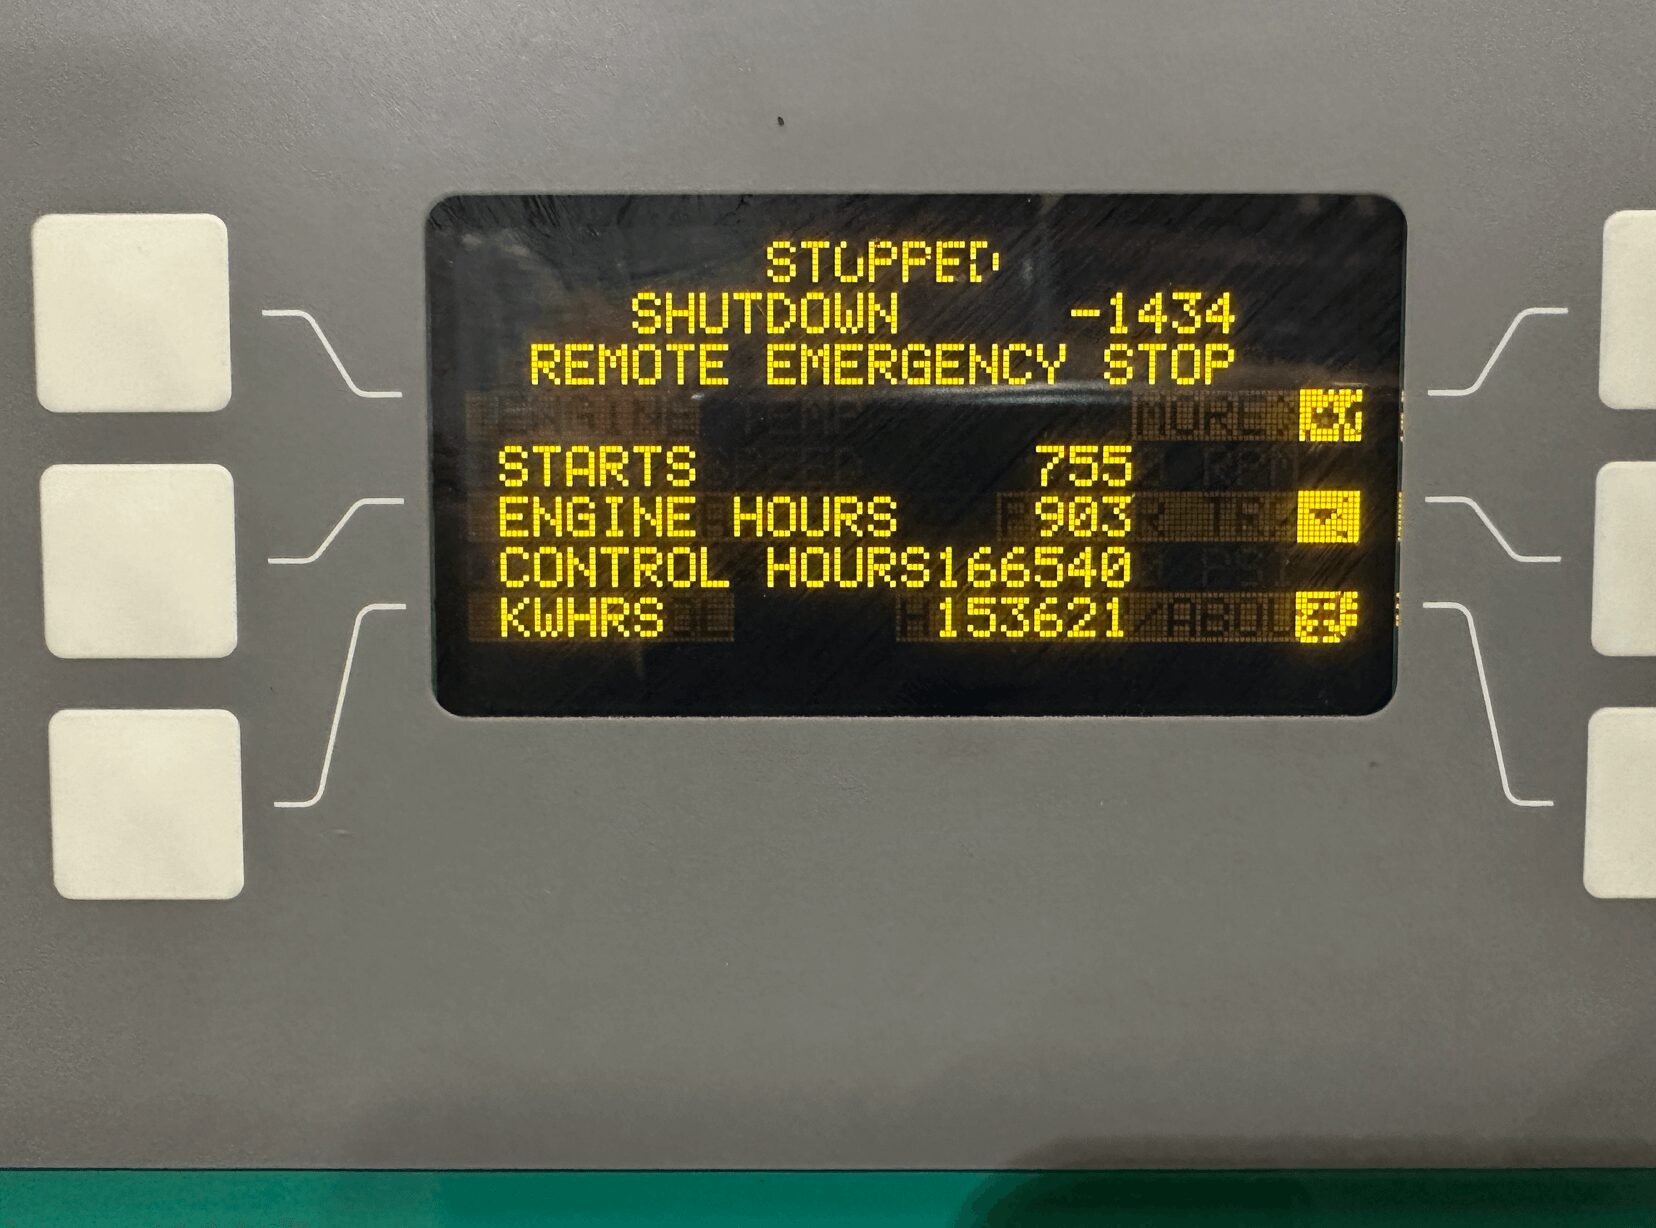 STOPPED
SHUTDOWN -1434
REMOTE EMERGENCY STOP
STARTS 755
ENGINE HOURS 903
CONTROL HOURS166540
KWHRS 153621